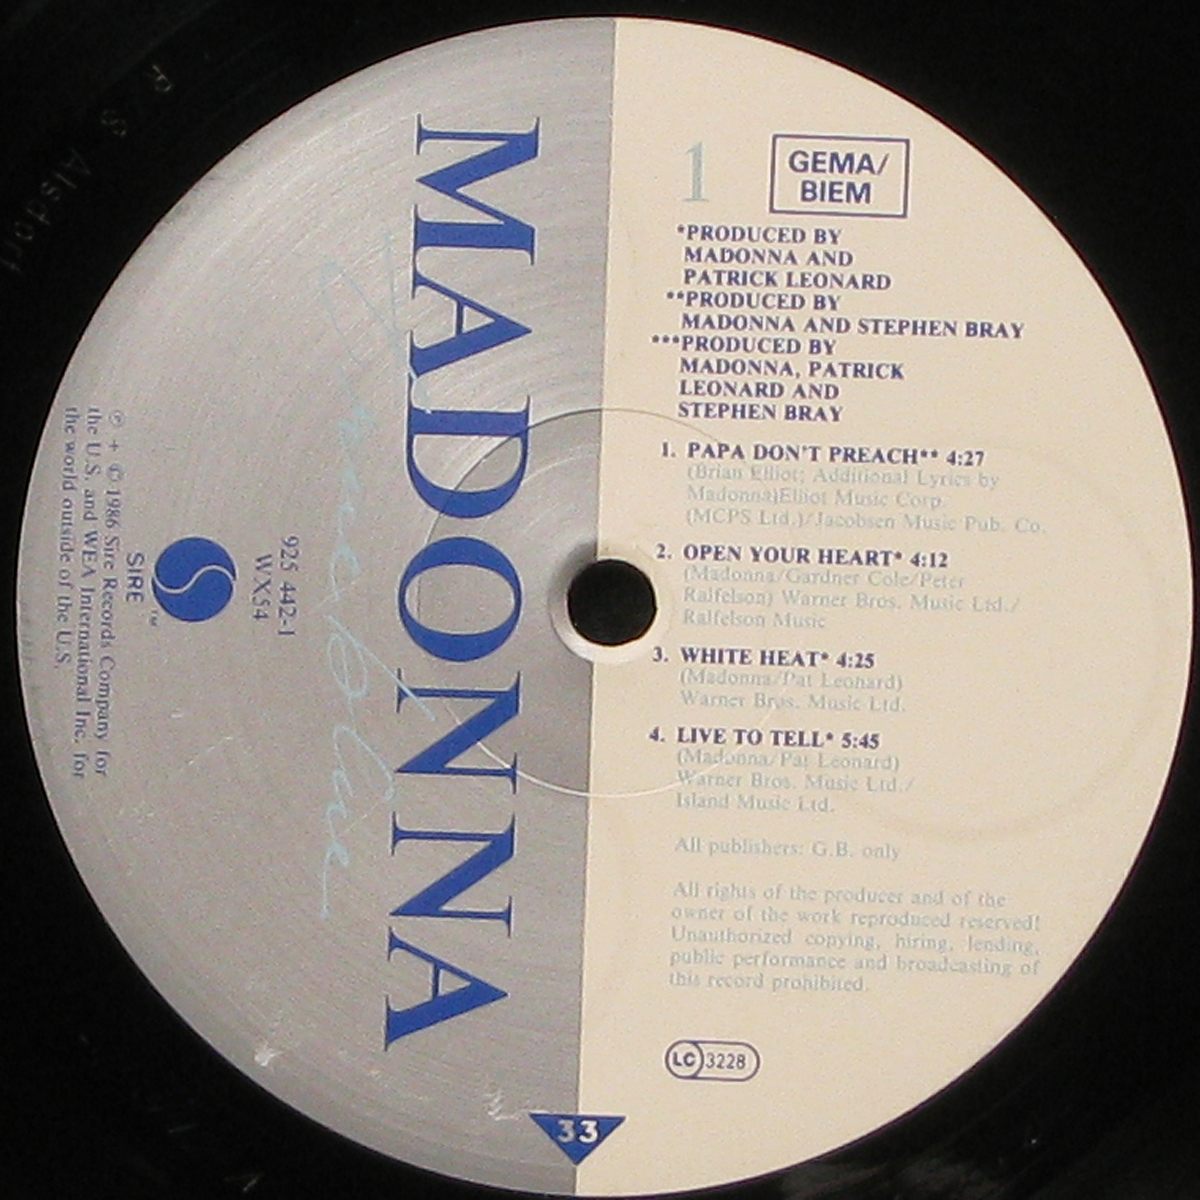 MADONNA
True Blue
925 442-1
WX54
SIRE
TM
℗ + © 1986 Sire Records Company for
the U.S. and WEA International Inc. for
the world outside of the U.S.
1
GEMA/
BIEM
*PRODUCED BY
MADONNA AND
PATRICK LEONARD
**PRODUCED BY
MADONNA AND STEPHEN BRAY
***PRODUCED BY
MADONNA, PATRICK
LEONARD AND
STEPHEN BRAY
1. PAPA DON'T PREACH** 4:27
(Brian Elliot; Additional Lyrics by
Madonna)Elliot Music Corp.
(MCPS Ltd.)/Jacobsen Music Pub. Co.
2. OPEN YOUR HEART* 4:12
(Madonna/Gardner Cole/Peter
Ralfelson) Warner Bros. Music Ltd./
Ralfelson Music
3. WHITE HEAT* 4:25
(Madonna/Pat Leonard)
Warner Bros. Music Ltd.
4. LIVE TO TELL* 5:45
(Madonna/Pat Leonard)
Warner Bros. Music Ltd./
Island Music Ltd.
All publishers: G.B. only
All rights of the producer and of the
owner of the work reproduced reserved!
Unauthorized copying, hiring, lending,
public performance and broadcasting of
this record prohibited.
LC 3228
33
R/S Alsdorf